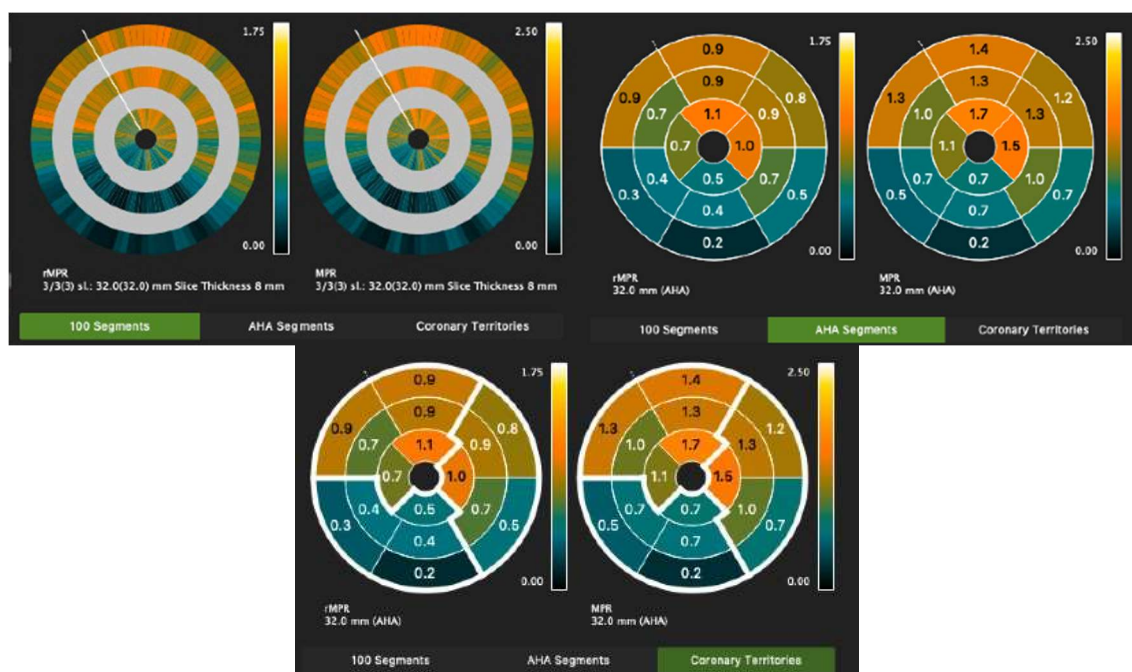 1.75
0.00
rMPR
3/3(3) sl.: 32.0(32.0) mm Slice Thickness 8 mm
2.50
0.00
MPR
3/3(3) sl.: 32.0(32.0) mm Slice Thickness 8 mm
100 Segments AHA Segments Coronary Territories
0.9
0.9
0.9 0.7 1.1 0.9 0.8
0.7 1.0
0.3 0.4 0.5 0.7 0.5
0.4
0.2
1.75
0.00
rMPR
32.0 mm (AHA)
1.4
1.3
1.3 1.0 1.7 1.3 1.2
1.1 1.5
0.5 0.7 0.7 1.0 0.7
0.7
0.2
2.50
0.00
MPR
32.0 mm (AHA)
100 Segments AHA Segments Coronary Territories
0.9
0.9
0.9 0.7 1.1 0.9 0.8
0.7 1.0
0.3 0.4 0.5 0.7 0.5
0.4
0.2
1.75
0.00
rMPR
32.0 mm (AHA)
1.4
1.3
1.3 1.0 1.7 1.3 1.2
1.1 1.5
0.5 0.7 0.7 1.0 0.7
0.7
0.2
2.50
0.00
MPR
32.0 mm (AHA)
100 Segments AHA Segments Coronary Territories